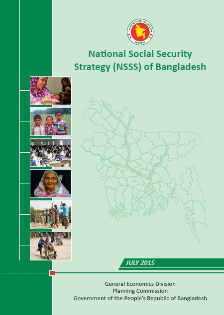 National Social Security
Strategy (NSSS) of Bangladesh
JULY 2015
General Economics Division
Planning Commission
Government of the People's Republic of Bangladesh